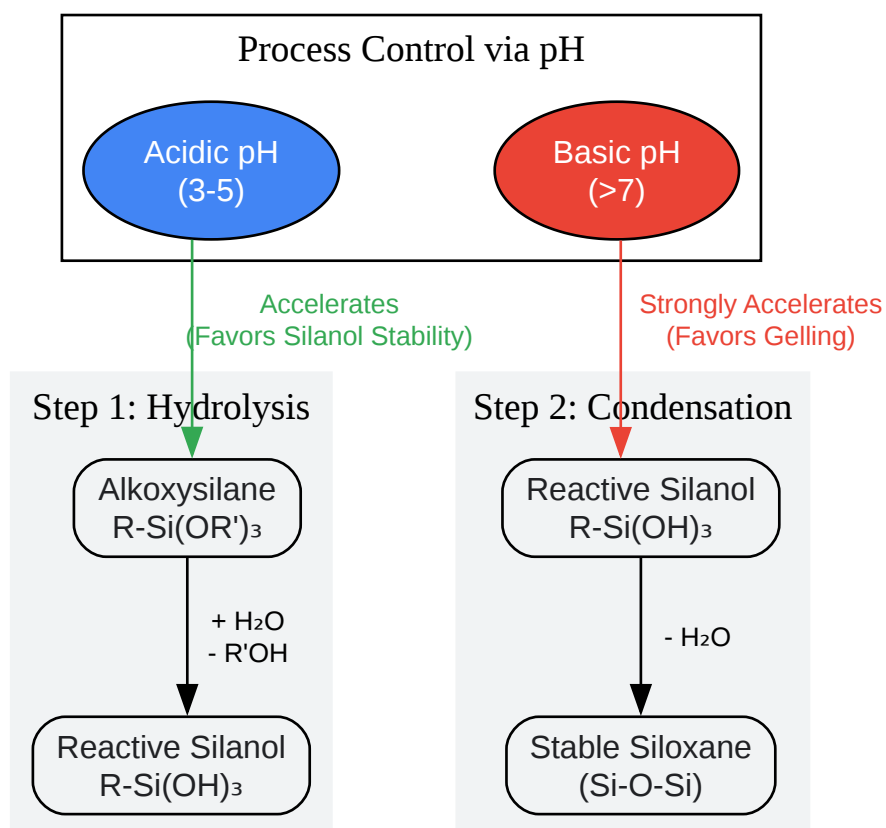 Process Control via pH
Acidic pH
(3-5)
Basic pH
(>7)
Accelerates
(Favors Silanol Stability)
Strongly Accelerates
(Favors Gelling)
Step 1: Hydrolysis
Alkoxysilane
R-Si(OR')₃
+ H₂O
- R'OH
Reactive Silanol
R-Si(OH)₃
Step 2: Condensation
Reactive Silanol
R-Si(OH)₃
- H₂O
Stable Siloxane
(Si-O-Si)